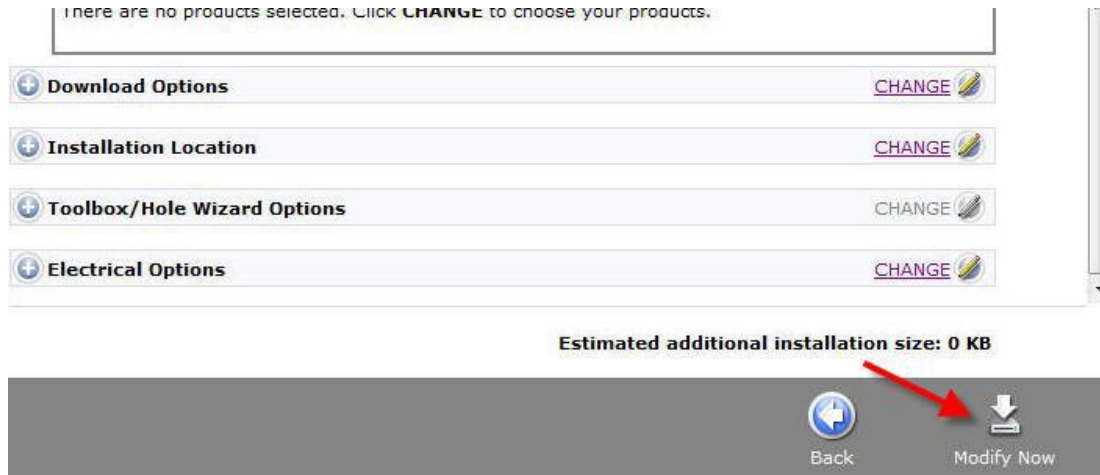 There are no products selected. Click CHANGE to choose your products.
Download Options CHANGE
Installation Location CHANGE
Toolbox/Hole Wizard Options CHANGE
Electrical Options CHANGE
Estimated additional installation size: 0 KB
Back Modify Now